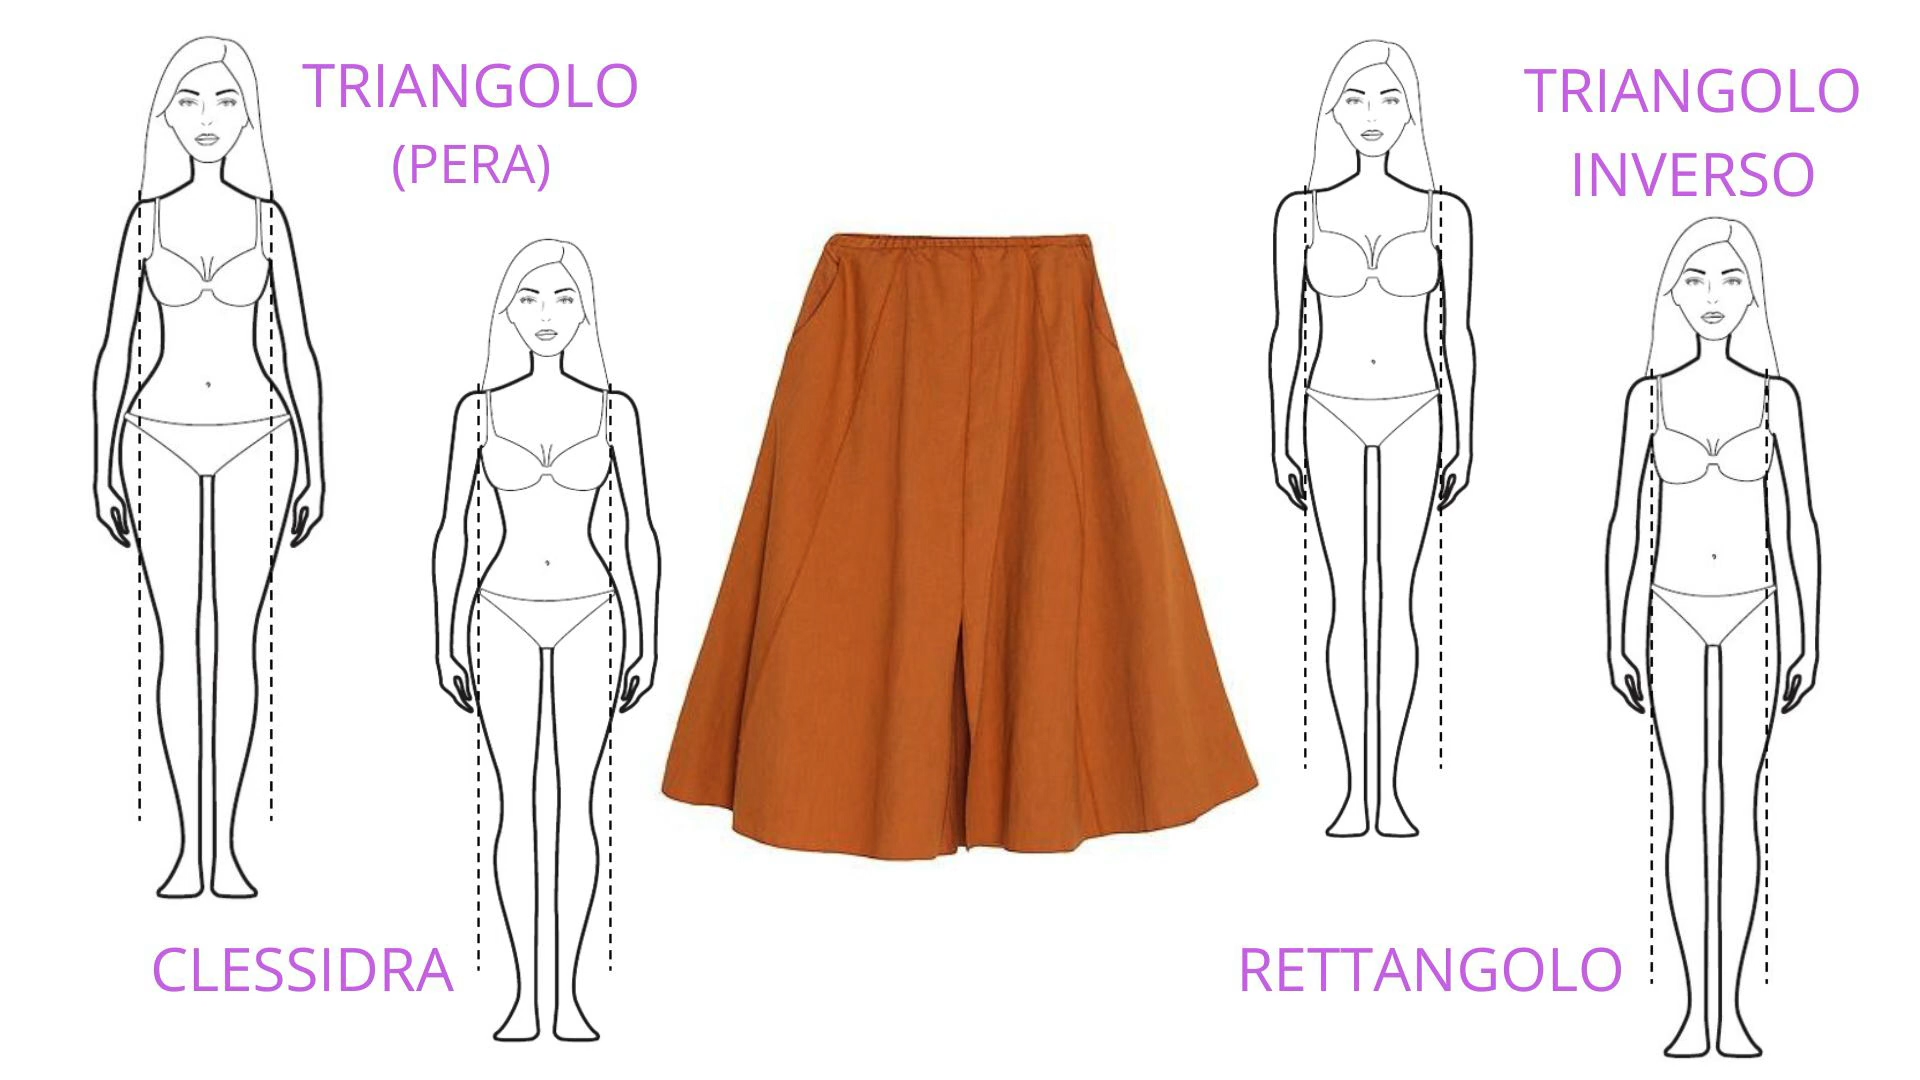 TRIANGOLO
(PERA)
TRIANGOLO
INVERSO
CLESSIDRA
RETTANGOLO